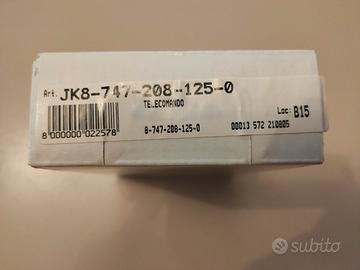 Art. JK8-747-208-125-0
TELECOMANDO
8 000000 022578
8-747-208-125-0
00013 572 210805
Loc: B15
subito